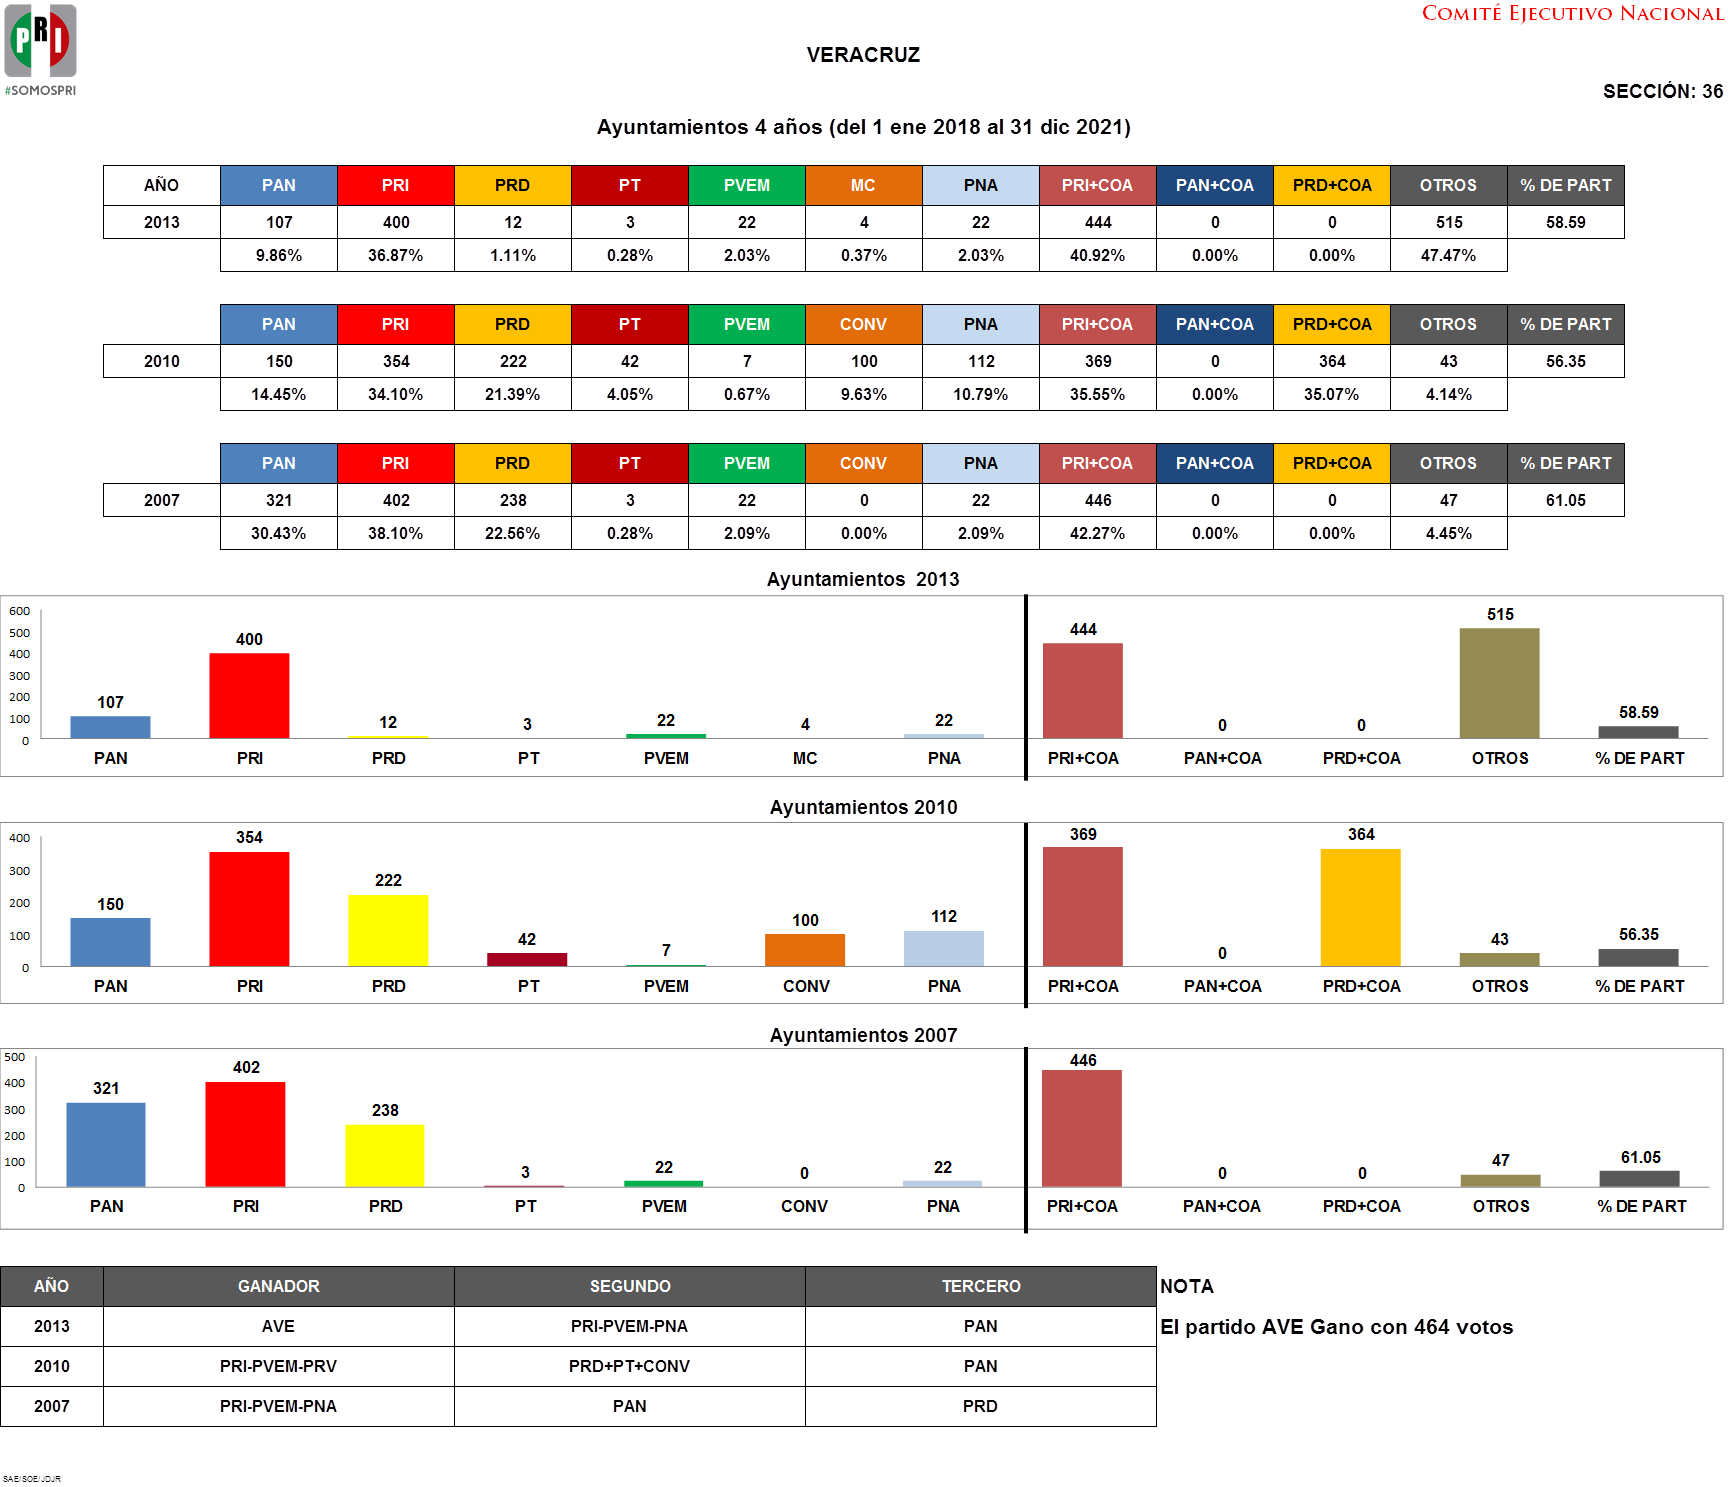 PRI
#SOMOSPRI
COMITÉ EJECUTIVO NACIONAL
VERACRUZ
SECCIÓN: 36
Ayuntamientos 4 años (del 1 ene 2018 al 31 dic 2021)
AÑO PAN PRI PRD PT PVEM MC PNA PRI+COA PAN+COA PRD+COA OTROS % DE PART
2013 107 400 12 3 22 4 22 444 0 0 515 58.59
9.86% 36.87% 1.11% 0.28% 2.03% 0.37% 2.03% 40.92% 0.00% 0.00% 47.47%
PAN PRI PRD PT PVEM CONV PNA PRI+COA PAN+COA PRD+COA OTROS % DE PART
2010 150 354 222 42 7 100 112 369 0 364 43 56.35
14.45% 34.10% 21.39% 4.05% 0.67% 9.63% 10.79% 35.55% 0.00% 35.07% 4.14%
PAN PRI PRD PT PVEM CONV PNA PRI+COA PAN+COA PRD+COA OTROS % DE PART
2007 321 402 238 3 22 0 22 446 0 0 47 61.05
30.43% 38.10% 22.56% 0.28% 2.09% 0.00% 2.09% 42.27% 0.00% 0.00% 4.45%
Ayuntamientos 2013
600
500
400
300
200
100
0
107 400 12 3 22 4 22 444 0 0 515 58.59
PAN PRI PRD PT PVEM MC PNA PRI+COA PAN+COA PRD+COA OTROS % DE PART
Ayuntamientos 2010
400
300
200
100
0
150 354 222 42 7 100 112 369 0 364 43 56.35
PAN PRI PRD PT PVEM CONV PNA PRI+COA PAN+COA PRD+COA OTROS % DE PART
Ayuntamientos 2007
500
400
300
200
100
0
321 402 238 3 22 0 22 446 0 0 47 61.05
PAN PRI PRD PT PVEM CONV PNA PRI+COA PAN+COA PRD+COA OTROS % DE PART
AÑO GANADOR SEGUNDO TERCERO NOTA
2013 AVE PRI-PVEM-PNA PAN El partido AVE Gano con 464 votos
2010 PRI-PVEM-PRV PRD+PT+CONV PAN
2007 PRI-PVEM-PNA PAN PRD
SAE/SOE/JDJR